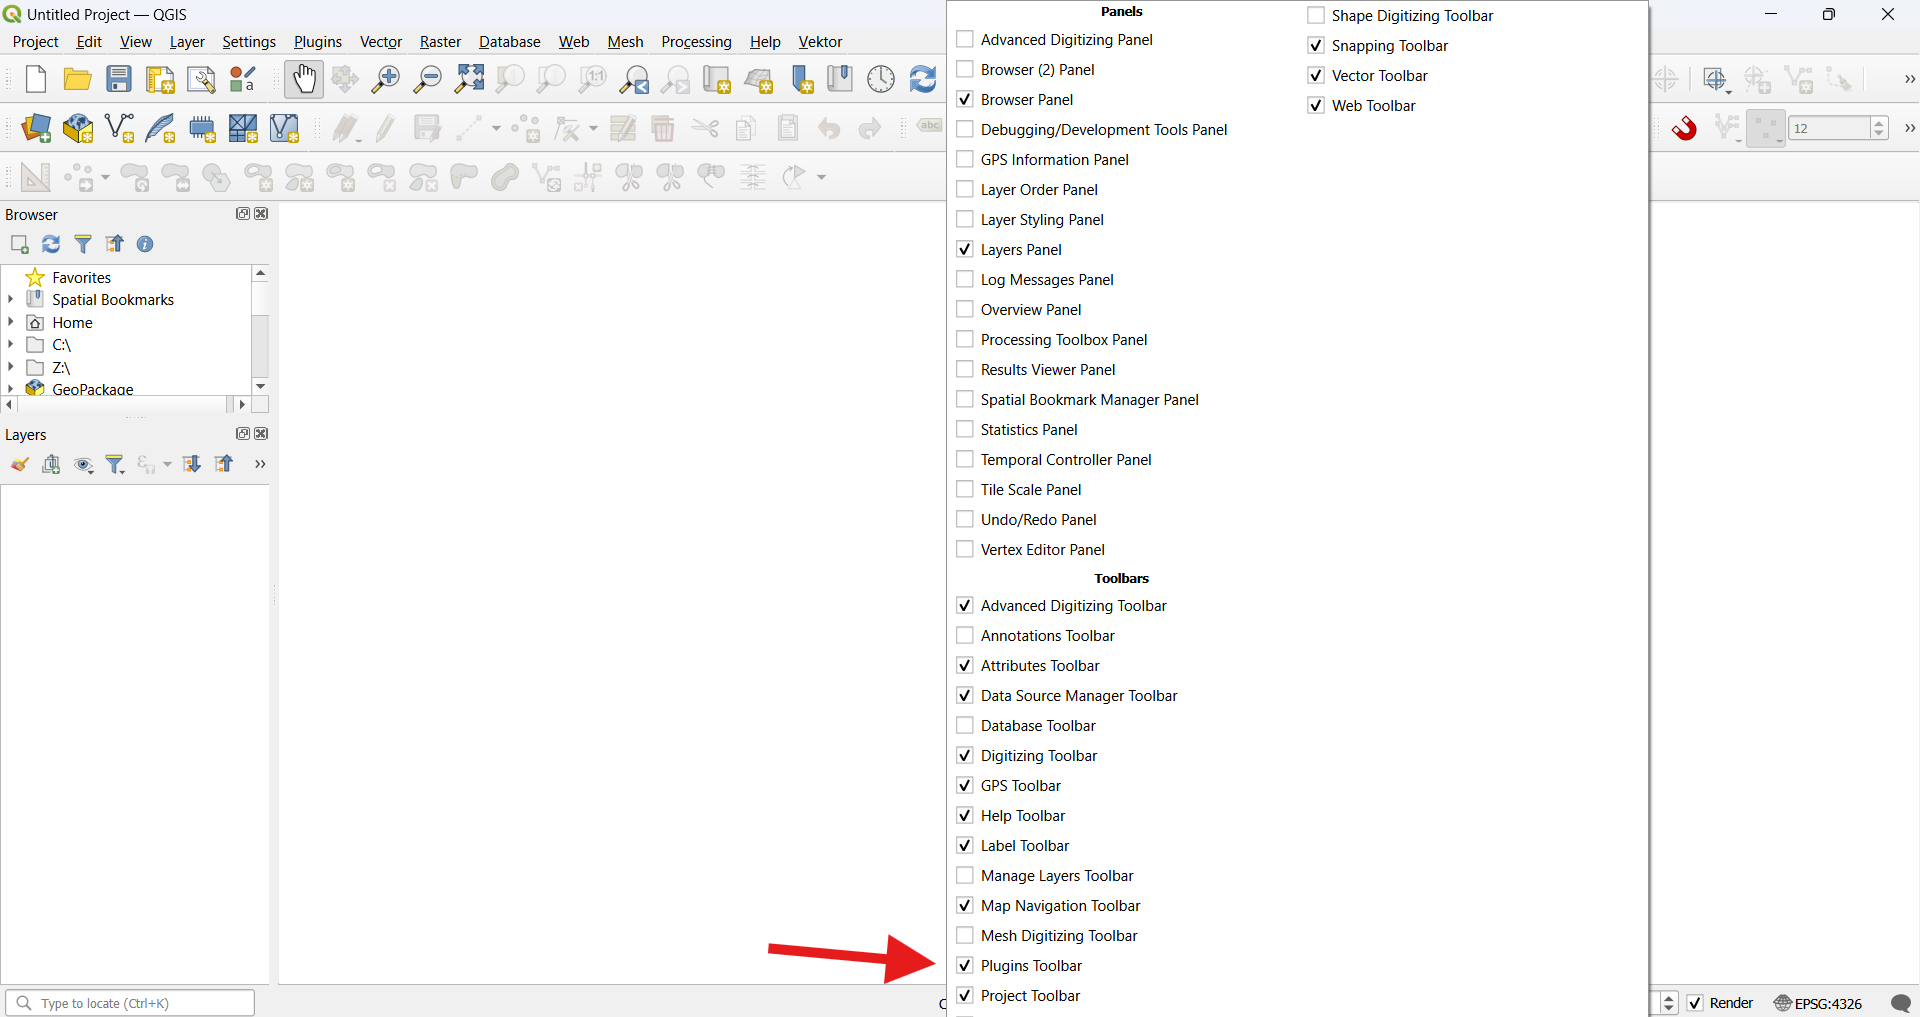 Untitled Project — QGIS
Project Edit View Layer Settings Plugins Vector Raster Database Web Mesh Processing Help Vektor
1:1
abc
12
Browser
Favorites
Spatial Bookmarks
Home
C:\
Z:\
GeoPackage
Layers
Type to locate (Ctrl+K)
Panels
Advanced Digitizing Panel
Browser (2) Panel
Browser Panel
Debugging/Development Tools Panel
GPS Information Panel
Layer Order Panel
Layer Styling Panel
Layers Panel
Log Messages Panel
Overview Panel
Processing Toolbox Panel
Results Viewer Panel
Spatial Bookmark Manager Panel
Statistics Panel
Temporal Controller Panel
Tile Scale Panel
Undo/Redo Panel
Vertex Editor Panel
Toolbars
Advanced Digitizing Toolbar
Annotations Toolbar
Attributes Toolbar
Data Source Manager Toolbar
Database Toolbar
Digitizing Toolbar
GPS Toolbar
Help Toolbar
Label Toolbar
Manage Layers Toolbar
Map Navigation Toolbar
Mesh Digitizing Toolbar
Plugins Toolbar
Project Toolbar
Shape Digitizing Toolbar
Snapping Toolbar
Vector Toolbar
Web Toolbar
Render
EPSG:4326